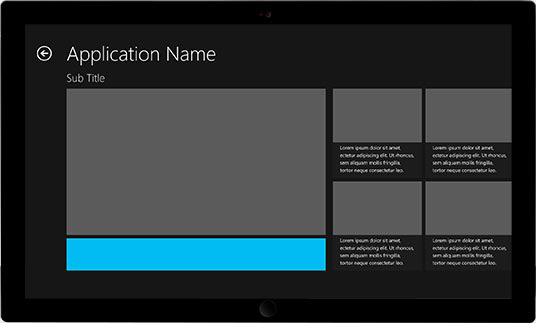 Application Name
Sub Title
Lorem ipsum dolor sit amet,
ectetur adipiscing elit. Ut rhoncus,
sem aliquam mollis fringilla,
tortor neque consectetur leo.
Lorem ipsum dolor sit amet,
ectetur adipiscing elit. Ut rhoncus,
sem aliquam mollis fringilla,
tortor neque consectetur leo.
Lorem ipsum dolor sit amet,
ectetur adipiscing elit. Ut rhoncus,
sem aliquam mollis fringilla,
tortor neque consectetur leo.
Lorem ipsum dolor sit amet,
ectetur adipiscing elit. Ut rhoncus,
sem aliquam mollis fringilla,
tortor neque consectetur leo.